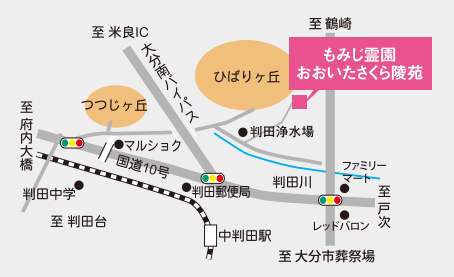 至 鶴崎
至 米良IC
もみじ霊園
おおいたさくら陵苑
大分南バイパス
ひばりヶ丘
つつじヶ丘
至 府内大橋
判田浄水場
マルショク
国道10号
ファミリー
マート
判田川
判田中学
判田郵便局
至 戸次
至 判田台
レッドバロン
中判田駅
至 大分市葬祭場